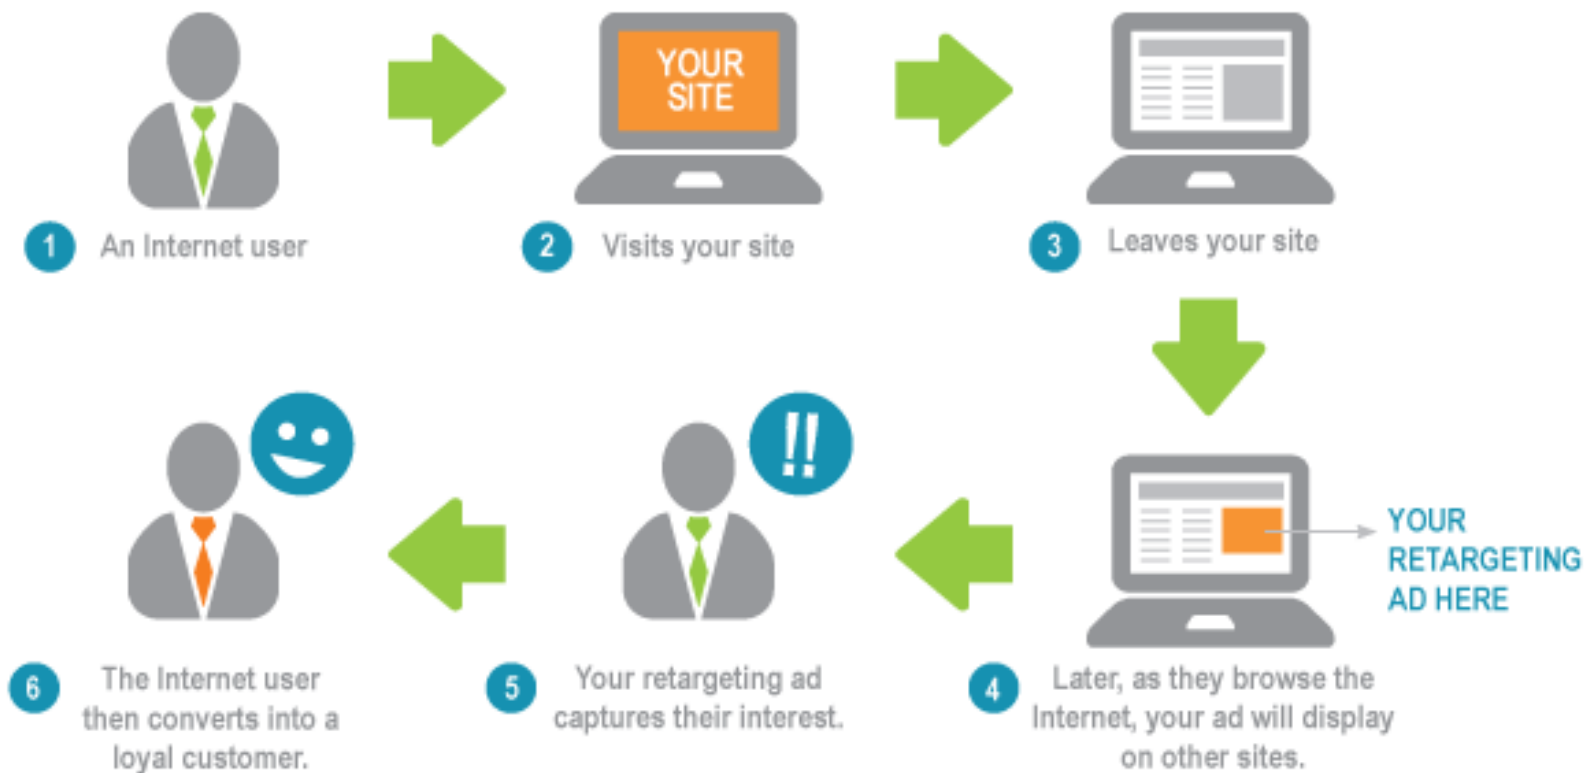 YOUR
SITE
1
An Internet user
2
Visits your site
3
Leaves your site
YOUR
RETARGETING
AD HERE
4
Later, as they browse the
Internet, your ad will display
on other sites.
5
Your retargeting ad
captures their interest.
!!
6
The Internet user
then converts into a
loyal customer.